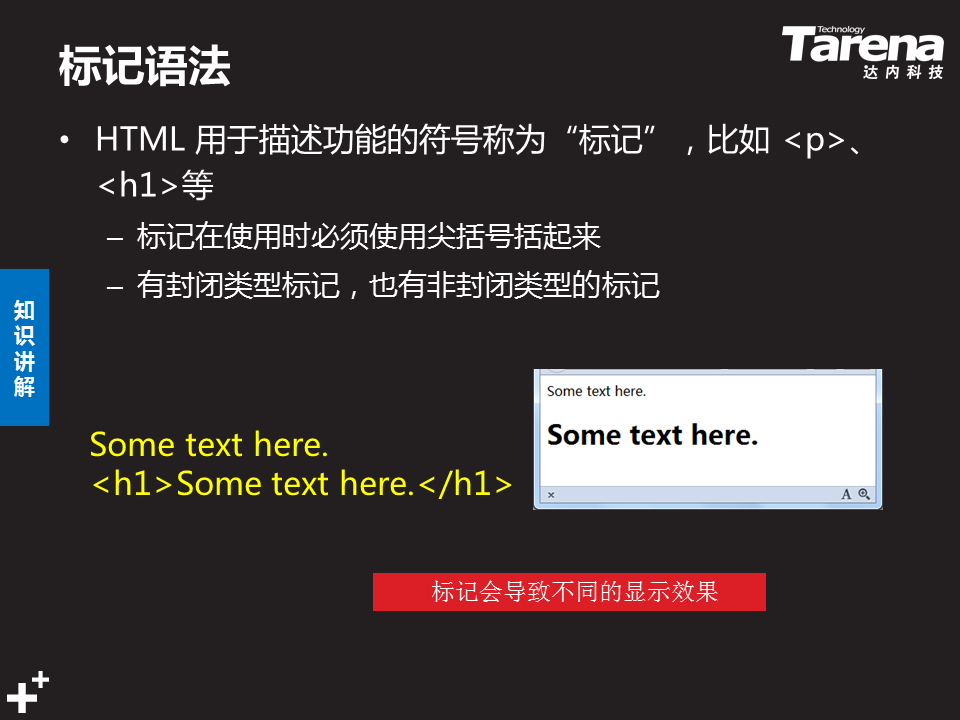 标记语法
Technology
Tarena
达内科技
• HTML 用于描述功能的符号称为“标记”，比如 <p>、
<h1>等
– 标记在使用时必须使用尖括号括起来
– 有封闭类型标记，也有非封闭类型的标记
知
识
讲
解
Some text here.
<h1>Some text here.</h1>
Some text here.
Some text here.
× A
标记会导致不同的显示效果